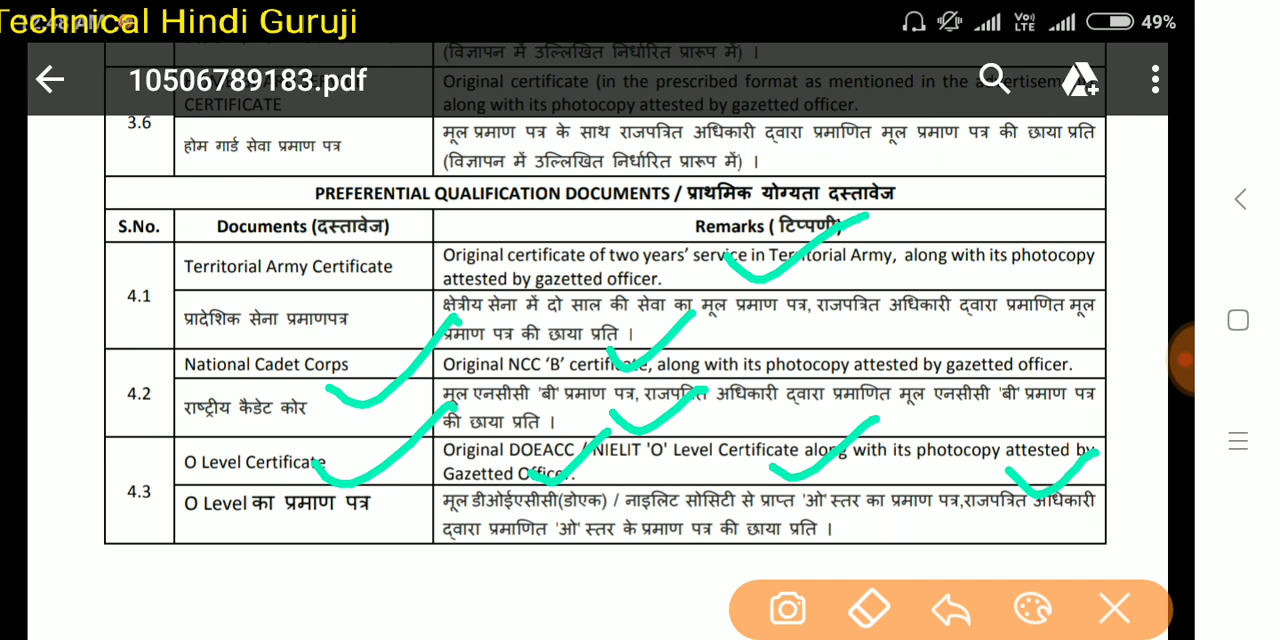 Technical Hindi Guruji
49%
(विज्ञापन में उल्लिखित निर्धारित प्रारूप में) ।
10506789183.pdf
Original certificate (in the prescribed format as mentioned in the
CERTIFICATE
along with its photocopy attested by gazetted officer.
3.6
होम गार्ड सेवा प्रमाण पत्र
मूल प्रमाण पत्र के साथ राजपत्रित अधिकारी द्वारा प्रमाणित मूल प्रमाण पत्र की छाया प्रति
(विज्ञापन में उल्लिखित निर्धारित प्रारूप में) ।
PREFERENTIAL QUALIFICATION DOCUMENTS / प्राथमिक योग्यता दस्तावेज
S.No. Documents (दस्तावेज) Remarks ( टिप्पणी)
4.1
Territorial Army Certificate
Original certificate of two years’ service in Territorial Army, along with its photocopy
attested by gazetted officer.
प्रादेशिक सेना प्रमाणपत्र
क्षेत्रीय सेना में दो साल की सेवा का मूल प्रमाण पत्र, राजपत्रित अधिकारी द्वारा प्रमाणित मूल
प्रमाण पत्र की छाया प्रति ।
4.2
National Cadet Corps
Original NCC ‘B’ certificate, along with its photocopy attested by gazetted officer.
राष्ट्रीय कैडेट कोर
मूल एनसीसी 'बी' प्रमाण पत्र, राजपत्रित अधिकारी द्वारा प्रमाणित मूल एनसीसी 'बी' प्रमाण पत्र
की छाया प्रति ।
4.3
O Level Certificate
Original DOEACC / NIELIT 'O' Level Certificate along with its photocopy attested by
Gazetted Officer.
O Level का प्रमाण पत्र
मूल डीओईएसीसी(डोएक) / नाइलिट सोसिटी से प्राप्त 'ओ' स्तर का प्रमाण पत्र,राजपत्रित अधिकारी
द्वारा प्रमाणित 'ओ' स्तर के प्रमाण पत्र की छाया प्रति ।